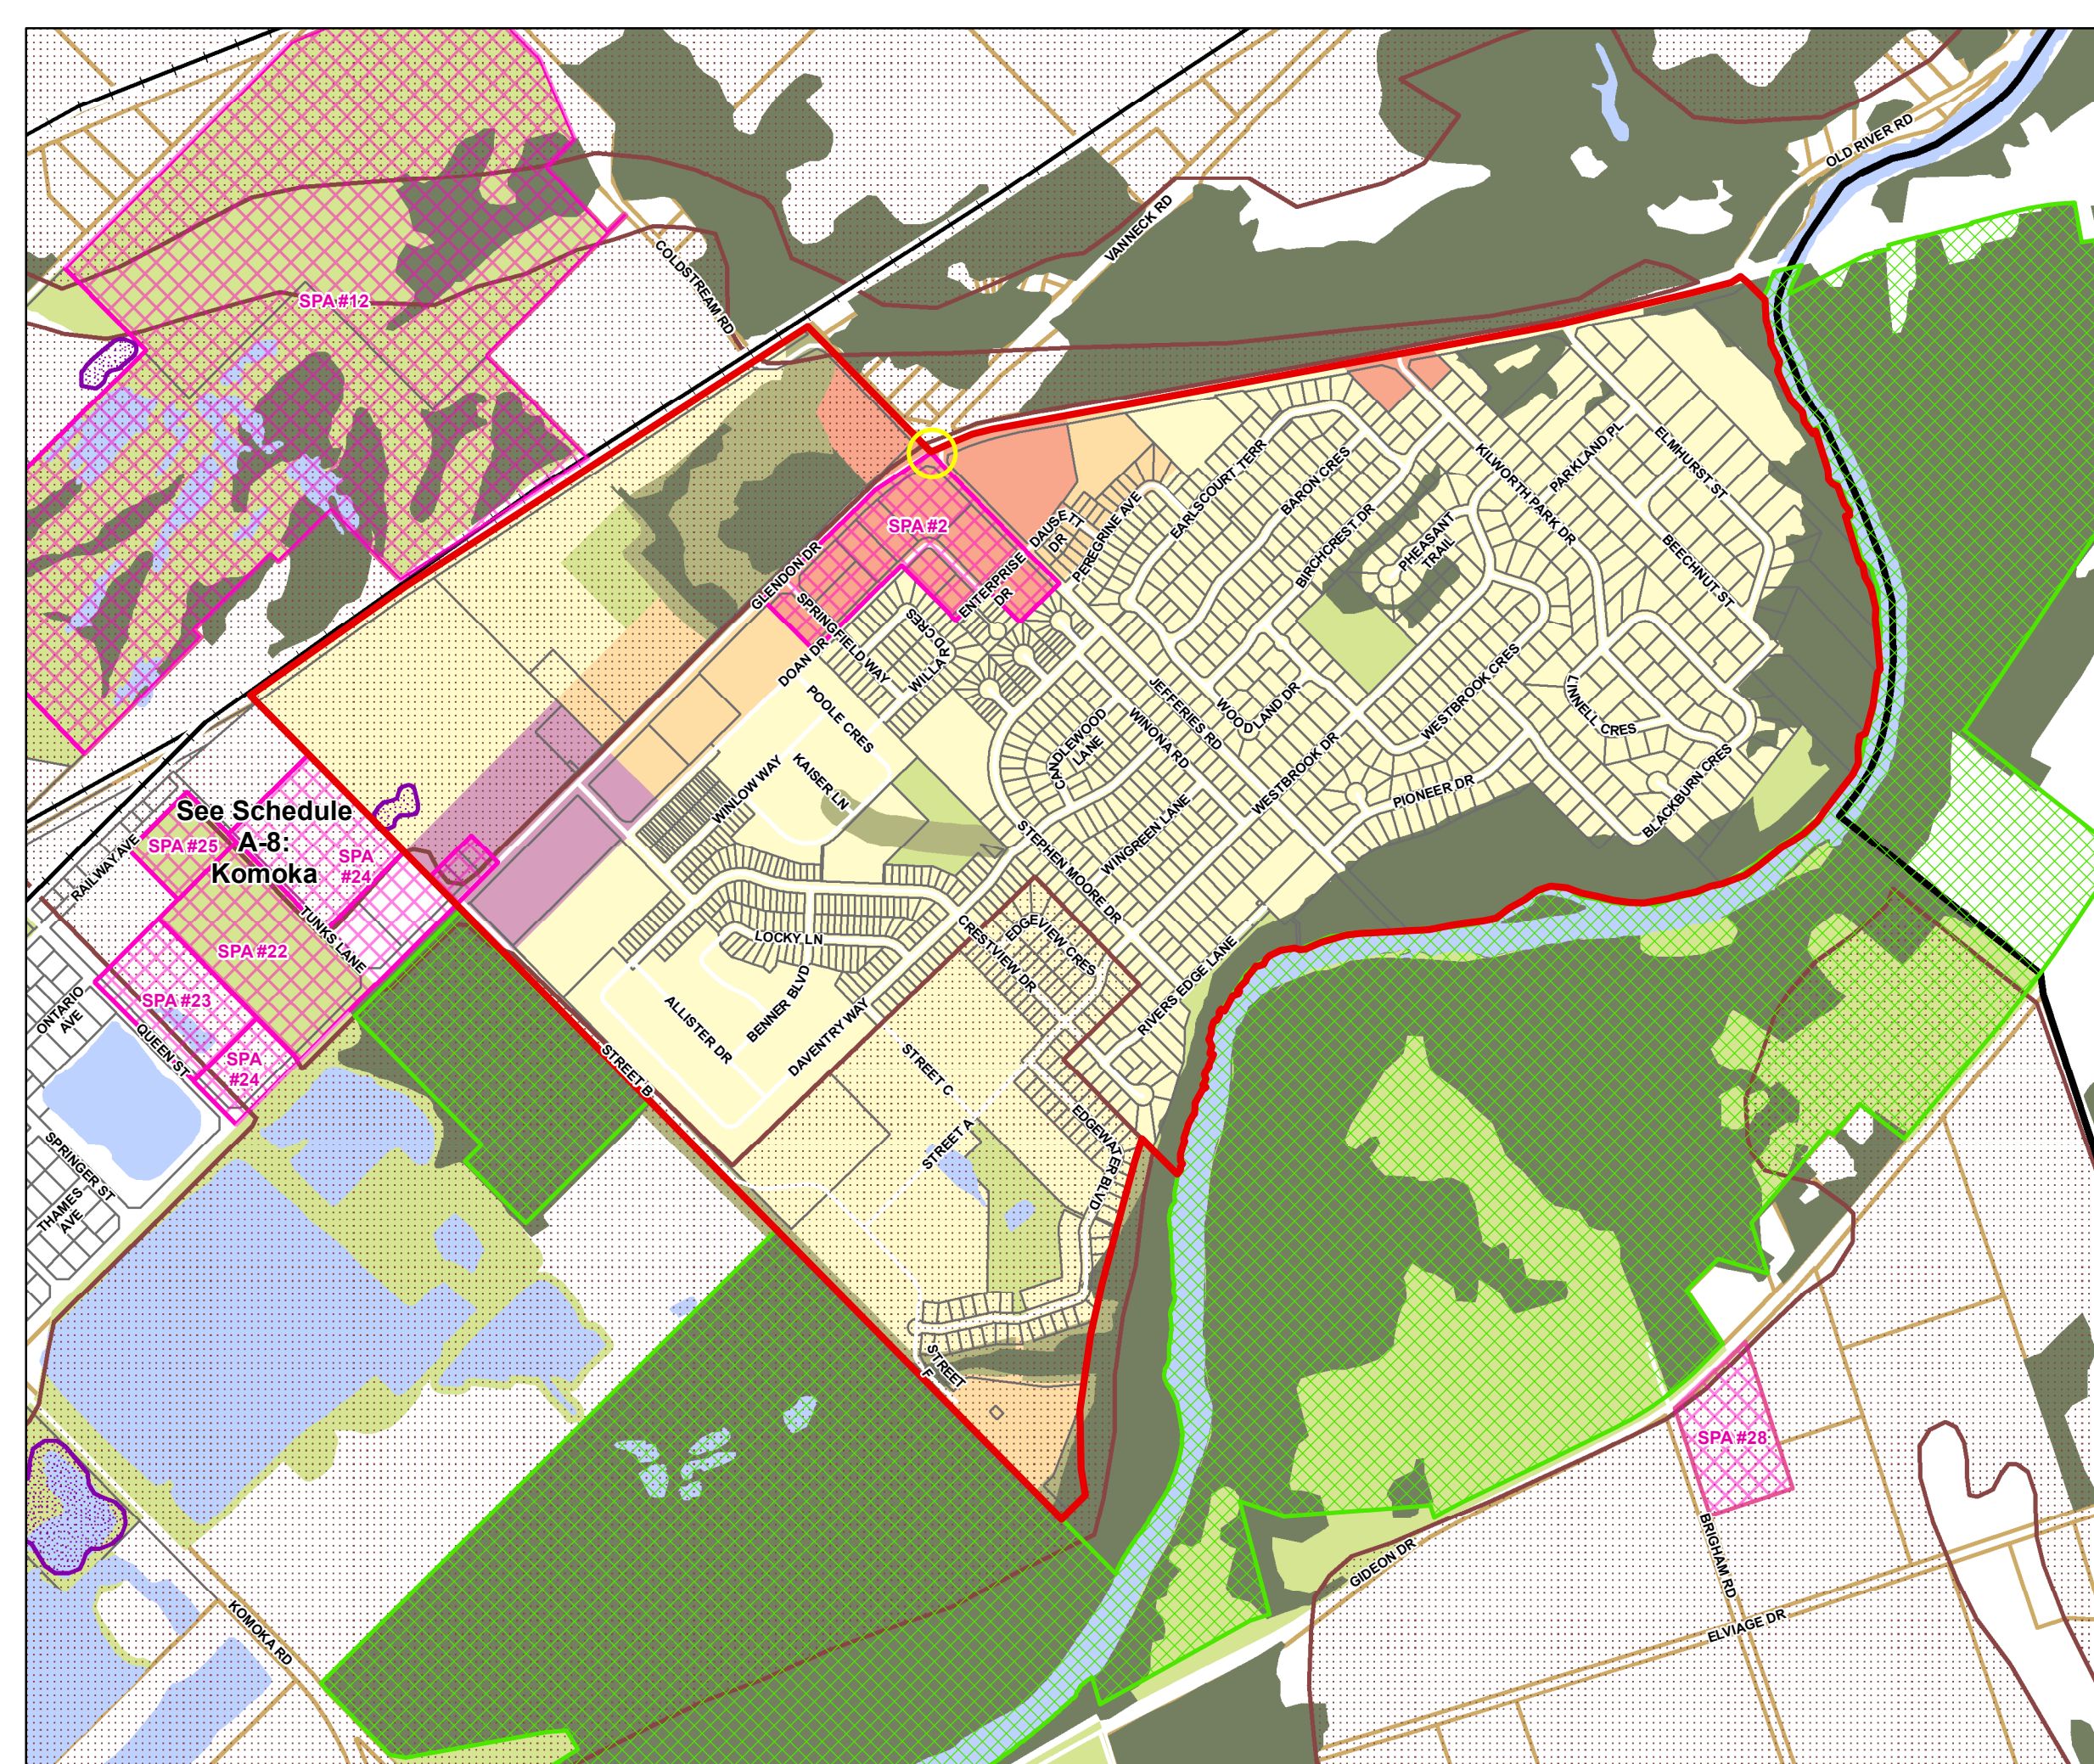 OLD RIVER RD
VANNECK RD
COLDSTREAM RD
SPA #12
SPA #2
GLENDON DR
SPRINGFIELD WAY
DOAN DR
WILLARD CRES
ENTERPRISE
DR
DAUSETT
DR
PEREGRINE AVE
EARLSCOURT TERR
BARON CRES
BIRCHCREST DR
PHEASANT
TRAIL
KILWORTH PARK DR
PARKLAND PL
ELMHURST ST
BEECHNUT ST
POOLE CRES
KAISER LN
WINLOW WAY
CANDLEWOOD
LANE
WINONA RD
JEFFERIES RD
WOODLAND DR
WESTBROOK DR
WESTBROOK CRES
LINNELL
CRES
PIONEER DR
BLACKBURN CRES
WINGREEN LANE
STEPHEN MOORE DR
See Schedule
A-8:
Komoka
RAILWAY AVE
SPA #25
SPA
#24
TUNKS LANE
SPA #22
SPA #23
SPA
#24
ONTARIO
AVE
QUEEN ST
SPRINGER ST
THAMES
AVE
LOCKY LN
CRESTVIEW DR
EDGEVIEW CRES
RIVERS EDGE LANE
ALLISTER DR
BENNER BLVD
DAVENTRY WAY
STREET B
STREET C
STREET A
EDGEWATER BLVD
STREET
F
KOMOKA RD
SPA #28
GIDEON DR
BRIGHAM RD
ELVIAGE DR